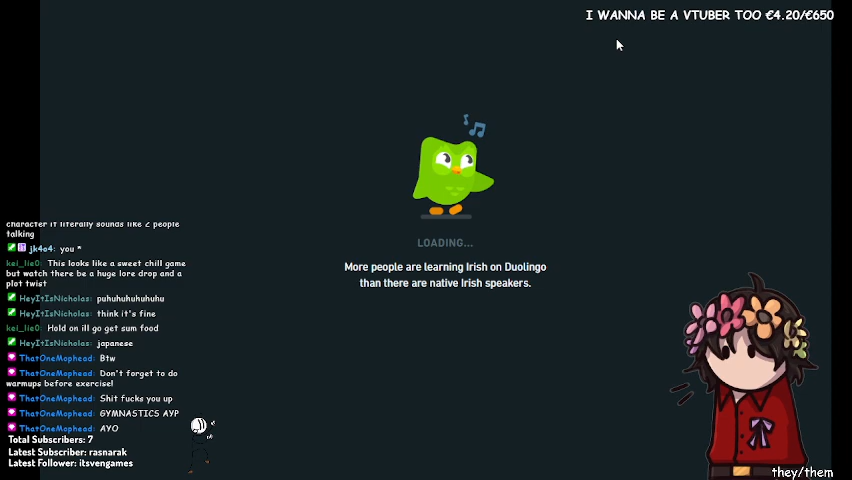 I WANNA BE A VTUBER TOO €4.20/€650
LOADING...
More people are learning Irish on Duolingo
than there are native Irish speakers.
character it literally sounds like 2 people
talking
jk4o4: you *
kei_lie0: This looks like a sweet chill game
but watch there be a huge lore drop and a
plot twist
HeyItIsNicholas: puhuhuhuhuhuhu
HeyItIsNicholas: think it's fine
kei_lie0: Hold on ill go get sum food
HeyItIsNicholas: japanese
ThatOneMophead: Btw
ThatOneMophead: Don't forget to do
warmups before exercise!
ThatOneMophead: Shit fucks you up
ThatOneMophead: GYMNASTICS AYP
ThatOneMophead: AYO
Total Subscribers: 7
Latest Subscriber: rasnarak
Latest Follower: itsvengames
they/them